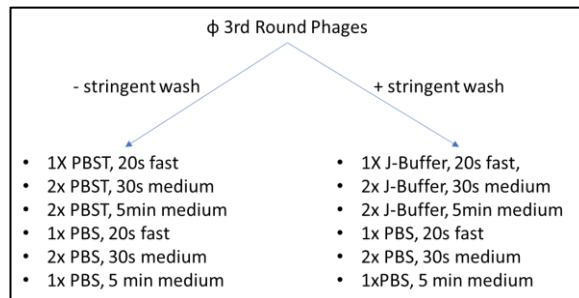 ϕ 3rd Round Phages
- stringent wash
+ stringent wash
• 1X PBST, 20s fast
• 2x PBST, 30s medium
• 2x PBST, 5min medium
• 1x PBS, 20s fast
• 2x PBS, 30s medium
• 1x PBS, 5 min medium
• 1X J-Buffer, 20s fast,
• 2x J-Buffer, 30s medium
• 2x J-Buffer, 5min medium
• 1x PBS, 20s fast
• 2x PBS, 30s medium
• 1xPBS, 5 min medium